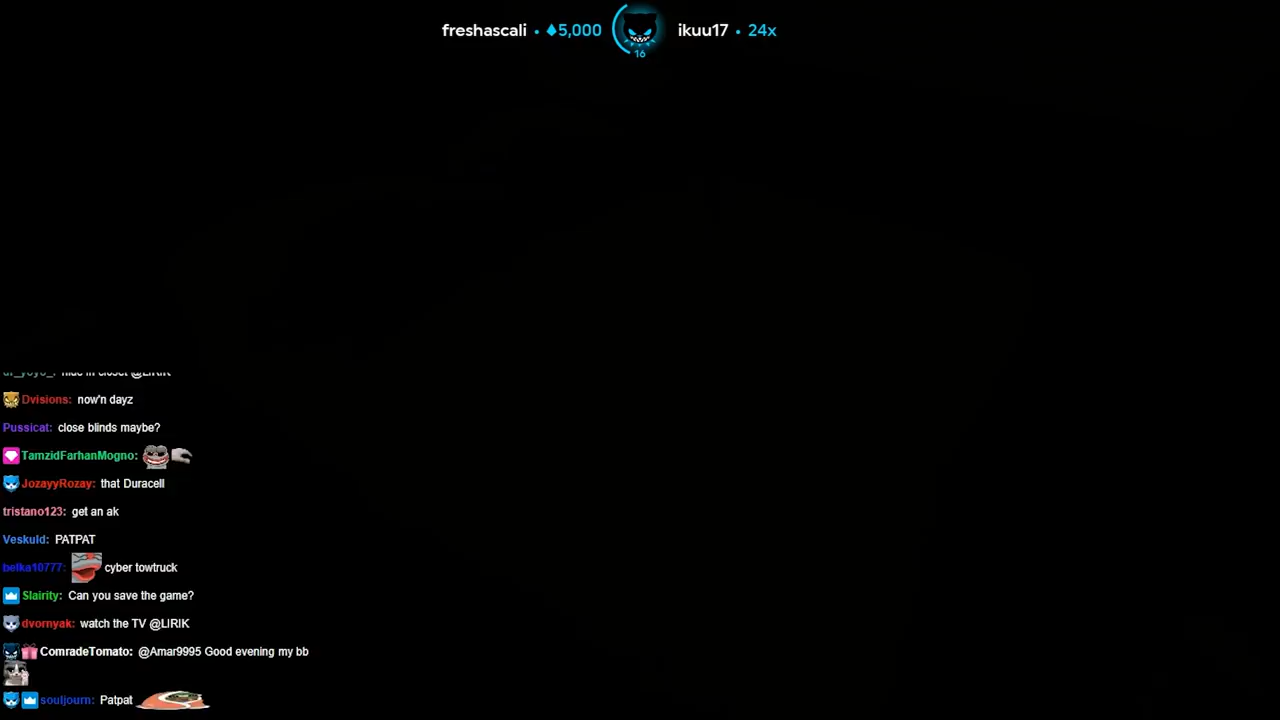 freshascali • 5,000 16 ikuu17 • 24x
Dvisions: now'n dayz
Pussicat: close blinds maybe?
TamzidFarhanMogno:
JozayyRozay: that Duracell
tristano123: get an ak
Veskuld: PATPAT
belka10777: cyber towtruck
Slairity: Can you save the game?
dvornyak: watch the TV @LIRIK
ComradeTomato: @Amar9995 Good evening my bb
souljourn: Patpat